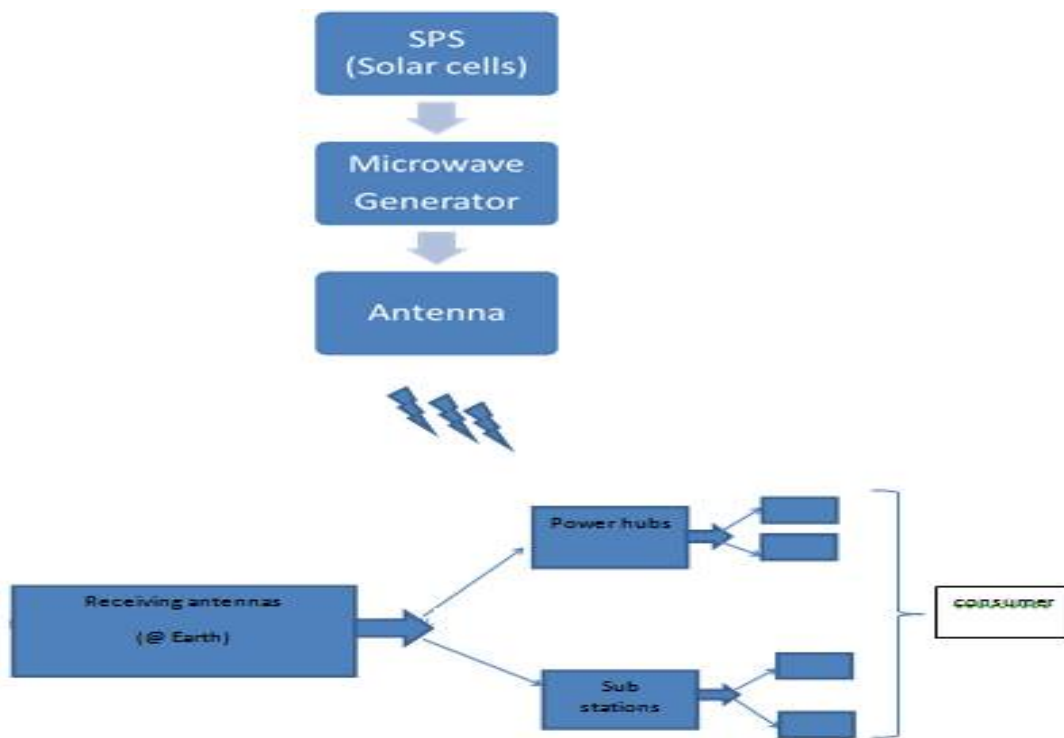 SPS
(Solar cells)
Microwave
Generator
Antenna
Power hubs
Receiving antennas
(@ Earth)
consumer
Sub
stations